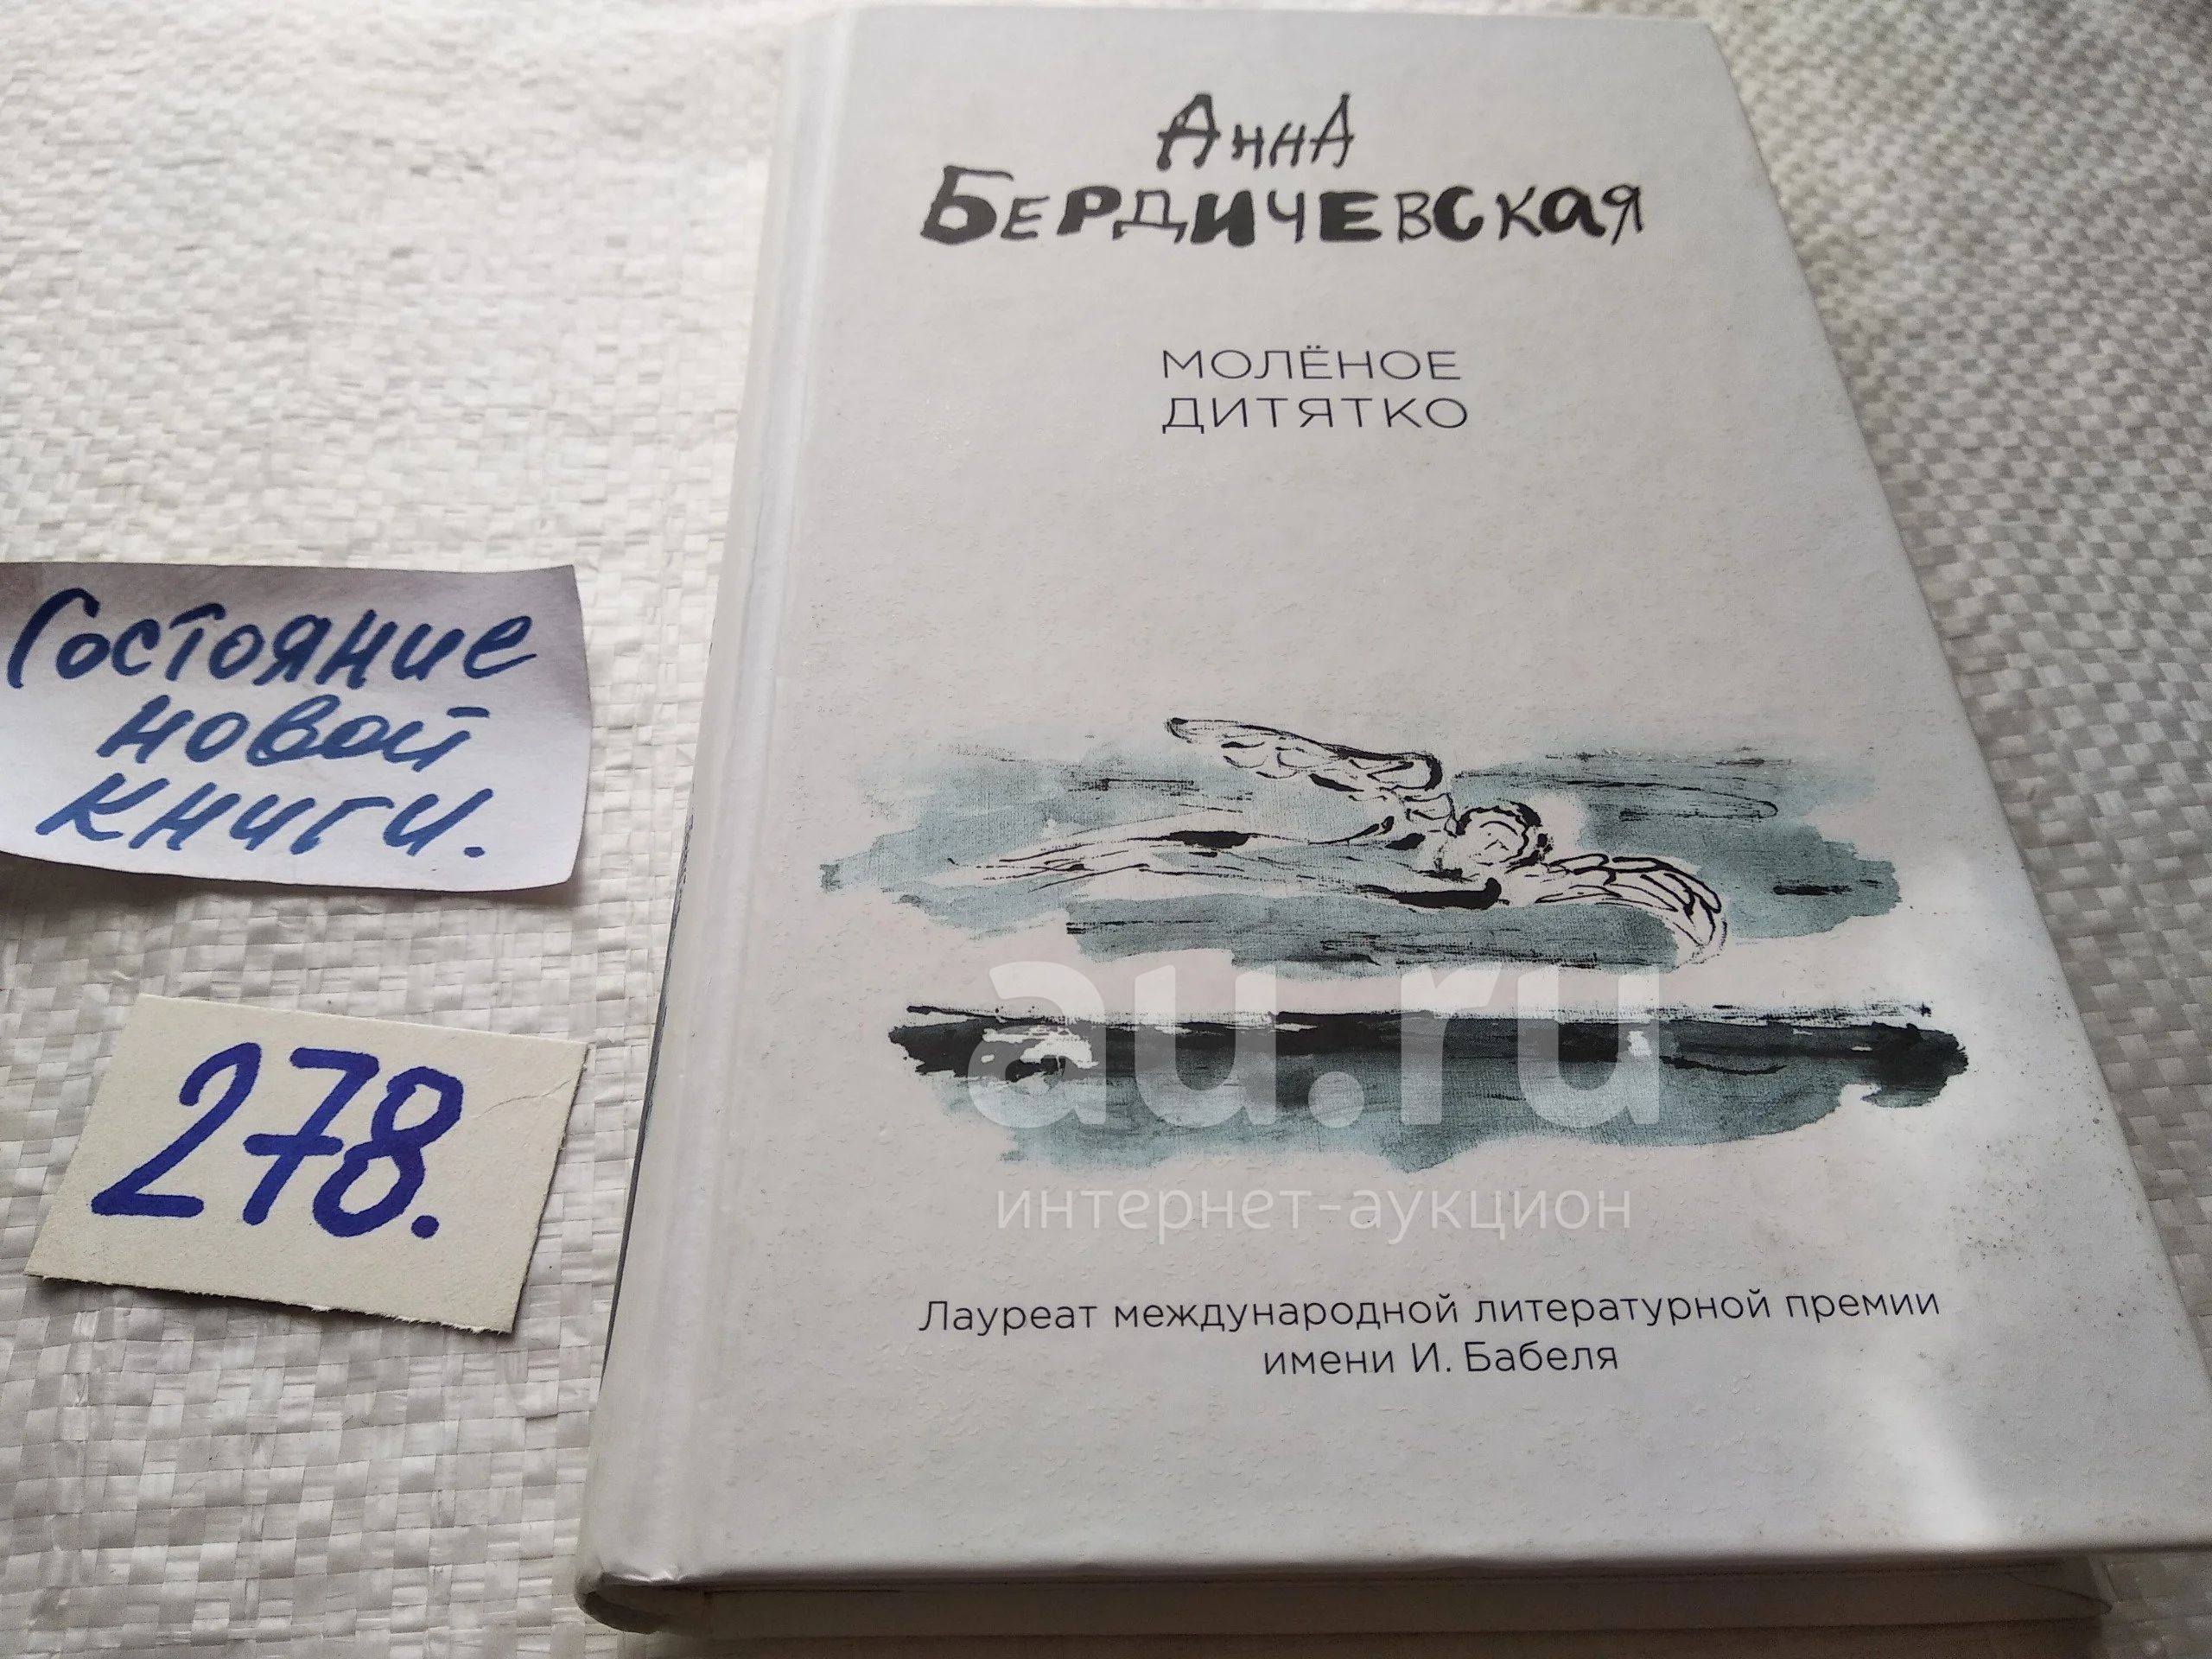 Анна
Бердичевская
МОЛЁНОЕ
ДИТЯТКО
Состояние
новой
книги.
278.
au.ru
интернет-аукцион
Лауреат международной литературной премии
имени И. Бабеля